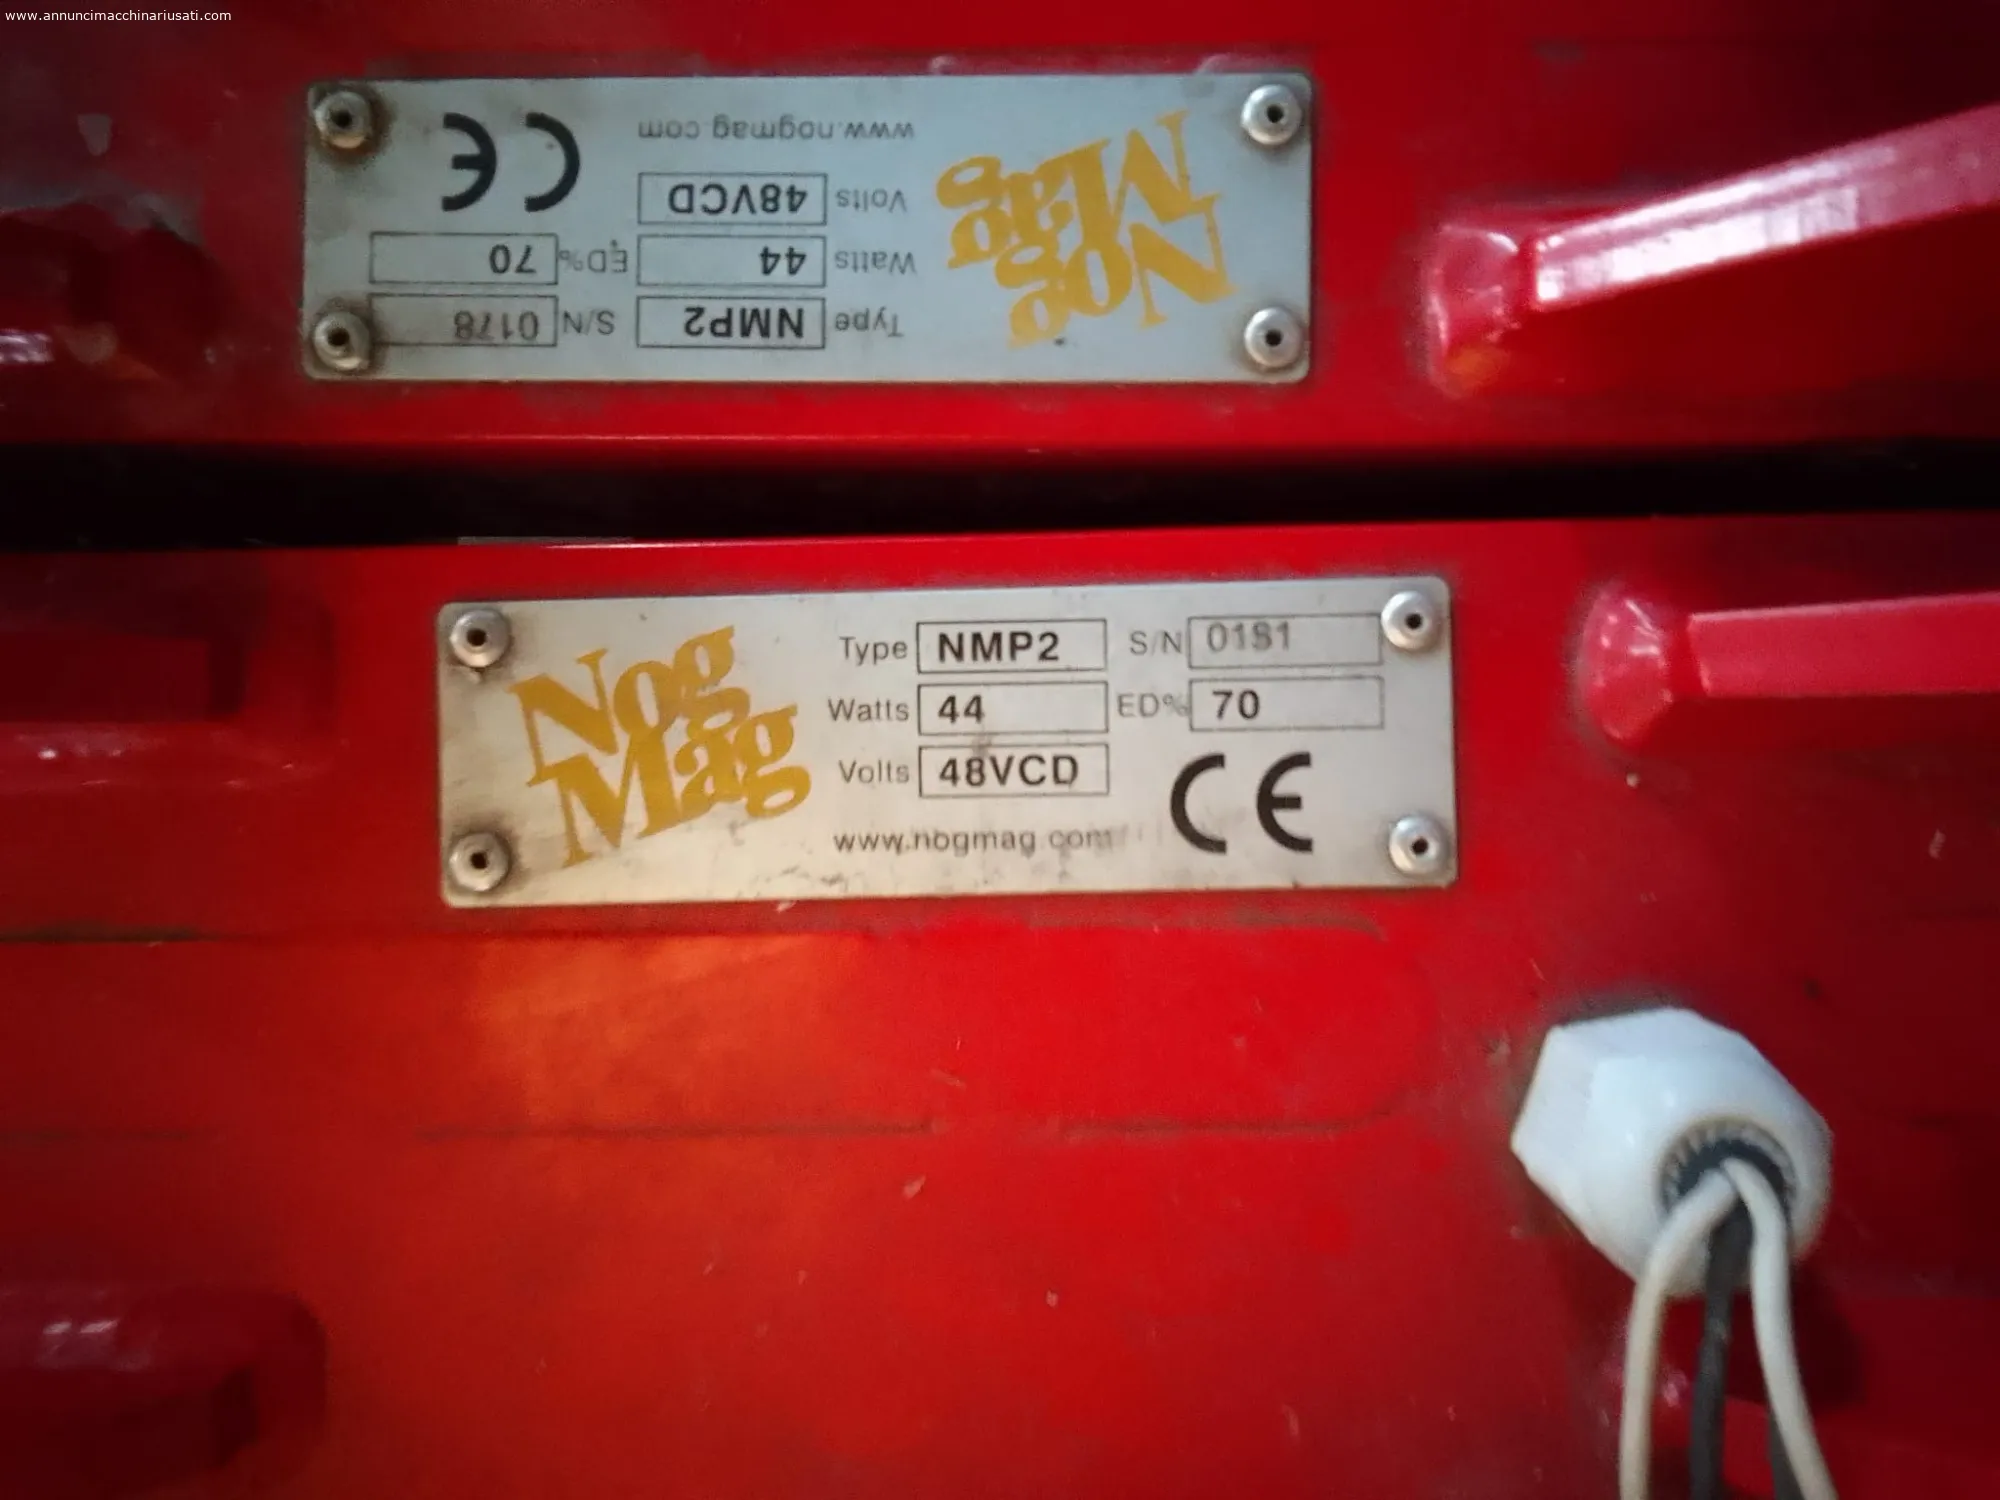 www.annuncimacchinariusati.com
Nog
Mag
Type NMP2 S/N 0178
Watts 44 ED% 70
Volts 48VCD
www.nogmag.com
CE
Nog
Mag
Type NMP2 S/N 0181
Watts 44 ED% 70
Volts 48VCD
www.nogmag.com
CE